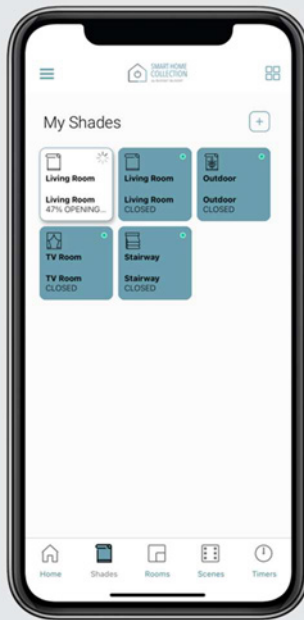 SMART HOME
COLLECTION
My Shades
Living Room
Living Room
47% OPENING...
Living Room
Living Room
CLOSED
Outdoor
Outdoor
CLOSED
TV Room
TV Room
CLOSED
Stairway
Stairway
CLOSED
Home
Shades
Rooms
Scenes
Timers